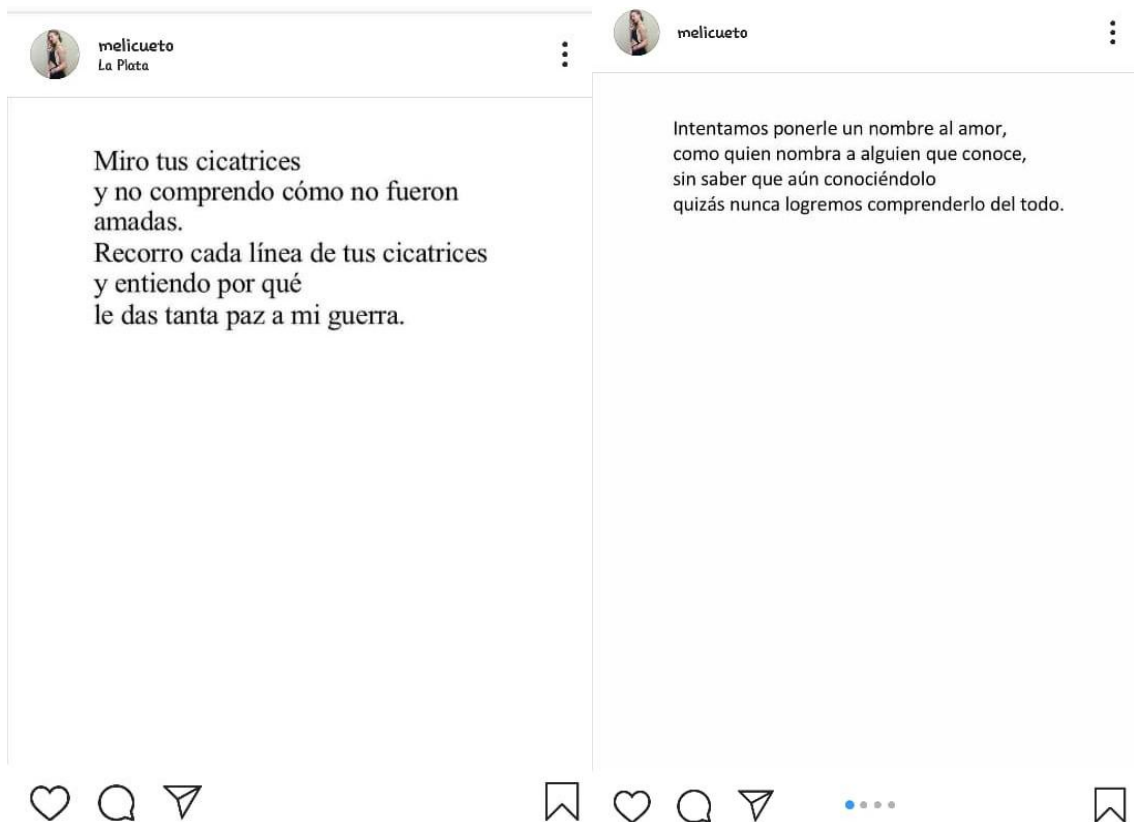 melicueto
La Plata
Miro tus cicatrices
y no comprendo cómo no fueron
amadas.
Recorro cada línea de tus cicatrices
y entiendo por qué
le das tanta paz a mi guerra.
melicueto
Intentamos ponerle un nombre al amor,
como quien nombra a alguien que conoce,
sin saber que aún conociéndolo
quizás nunca logremos comprenderlo del todo.